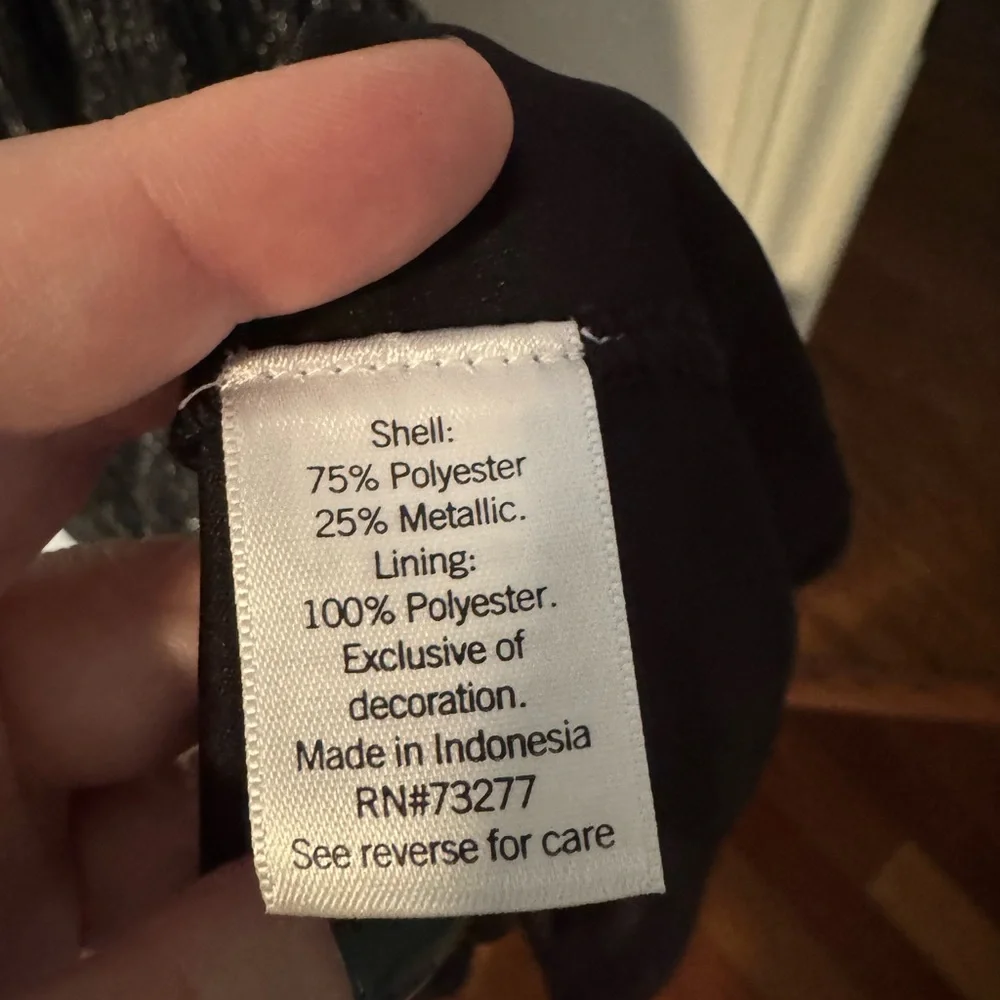 Shell:
75% Polyester
25% Metallic.
Lining:
100% Polyester.
Exclusive of
decoration.
Made in Indonesia
RN#73277
See reverse for care